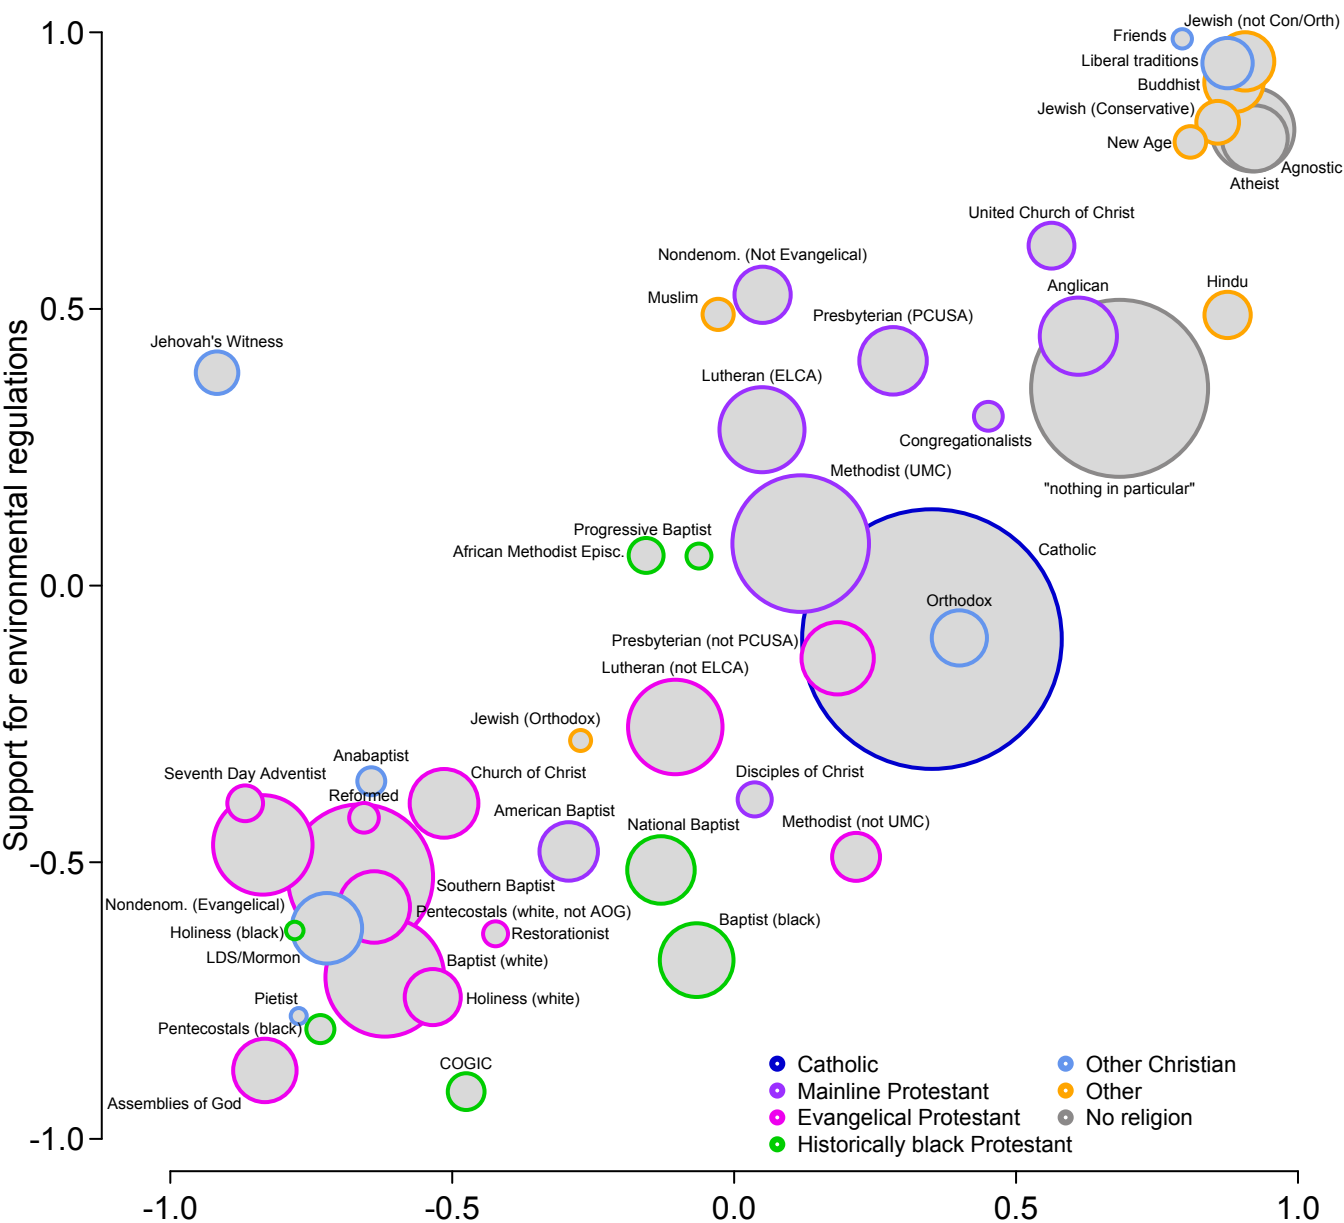 1.0
Jewish (not Con/Orth)
Friends
Liberal traditions
Buddhist
Jewish (Conservative)
New Age
Agnostic
Atheist
United Church of Christ
Nondenom. (Not Evangelical)
Anglican
Hindu
Muslim
0.5
Presbyterian (PCUSA)
Jehovah's Witness
Lutheran (ELCA)
Congregationalists
Methodist (UMC)
"nothing in particular"
Support for environmental regulations
Progressive Baptist
African Methodist Episc.
Catholic
0.0
Orthodox
Presbyterian (not PCUSA)
Lutheran (not ELCA)
Jewish (Orthodox)
Anabaptist
Seventh Day Adventist
Church of Christ
Disciples of Christ
Reformed
American Baptist
National Baptist
Methodist (not UMC)
-0.5
Southern Baptist
Nondenom. (Evangelical)
Pentecostals (white, not AOG)
Baptist (black)
Holiness (black)
Restorationist
LDS/Mormon
Baptist (white)
Pietist
Holiness (white)
Pentecostals (black)
COGIC
Assemblies of God
Catholic
Mainline Protestant
Evangelical Protestant
Historically black Protestant
Other Christian
Other
No religion
-1.0
-1.0
-0.5
0.0
0.5
1.0